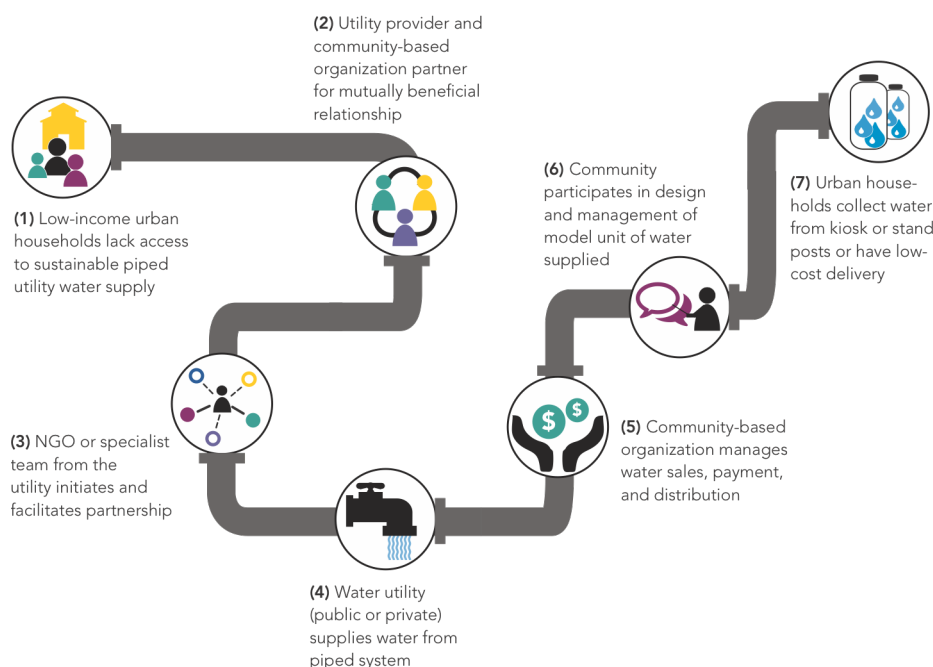 (1) Low-income urban
households lack access
to sustainable piped
utility water supply
(2) Utility provider and
community-based
organization partner
for mutually beneficial
relationship
(3) NGO or specialist
team from the
utility initiates and
facilitates partnership
(4) Water utility
(public or private)
supplies water from
piped system
$ $
(5) Community-based
organization manages
water sales, payment,
and distribution
(6) Community
participates in design
and management of
model unit of water
supplied
(7) Urban house-
holds collect water
from kiosk or stand
posts or have low-
cost delivery